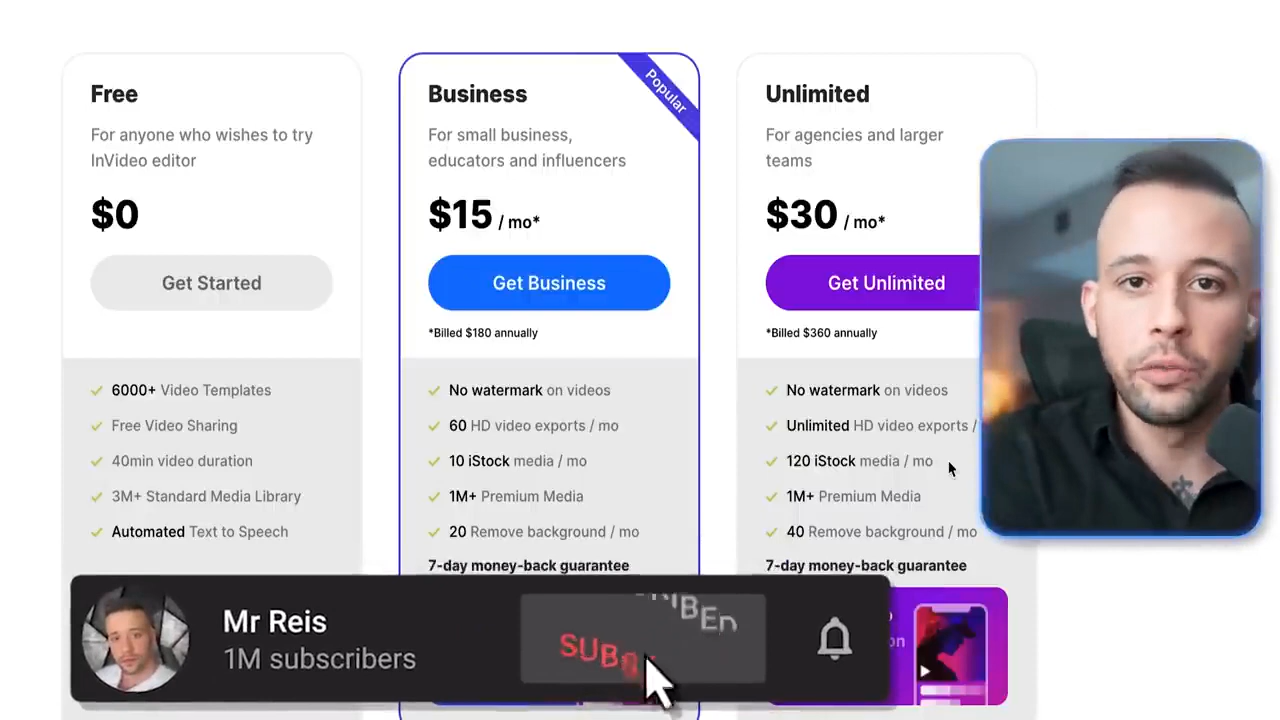 Free
For anyone who wishes to try
InVideo editor
$0
Get Started
6000+ Video Templates
Free Video Sharing
40min video duration
3M+ Standard Media Library
Automated Text to Speech
Popular
Business
For small business,
educators and influencers
$15 / mo*
Get Business
*Billed $180 annually
No watermark on videos
60 HD video exports / mo
10 iStock media / mo
1M+ Premium Media
20 Remove background / mo
7-day money-back guarantee
Unlimited
For agencies and larger
teams
$30 / mo*
Get Unlimited
*Billed $360 annually
No watermark on videos
Unlimited HD video exports /
120 iStock media / mo
1M+ Premium Media
40 Remove background / mo
7-day money-back guarantee
Mr Reis
1M subscribers